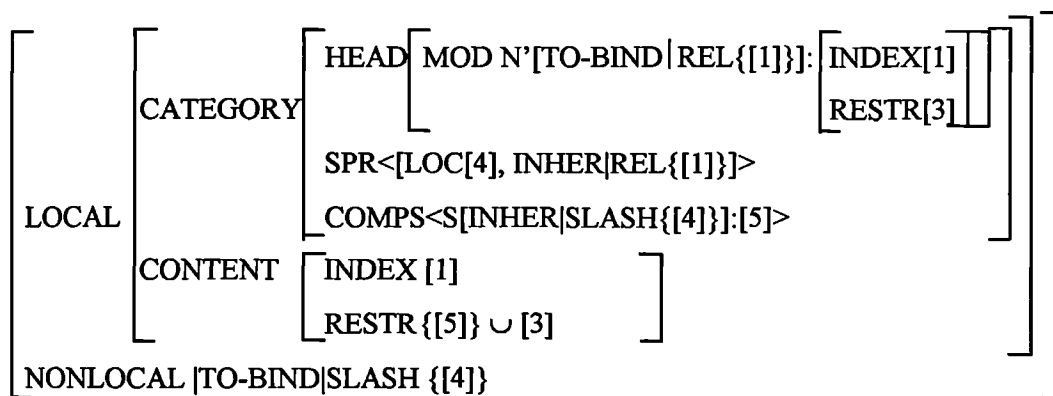 HEAD MOD N'[TO-BIND|REL{[1]}]: INDEX[1]
CATEGORY RESTR[3]
SPR<[LOC[4], INHER|REL{[1]}]>
LOCAL COMPS<S[INHER|SLASH{[4]}]:[5]>
CONTENT INDEX [1]
RESTR{[5]} ∪ [3]
NONLOCAL |TO-BIND|SLASH {[4]}